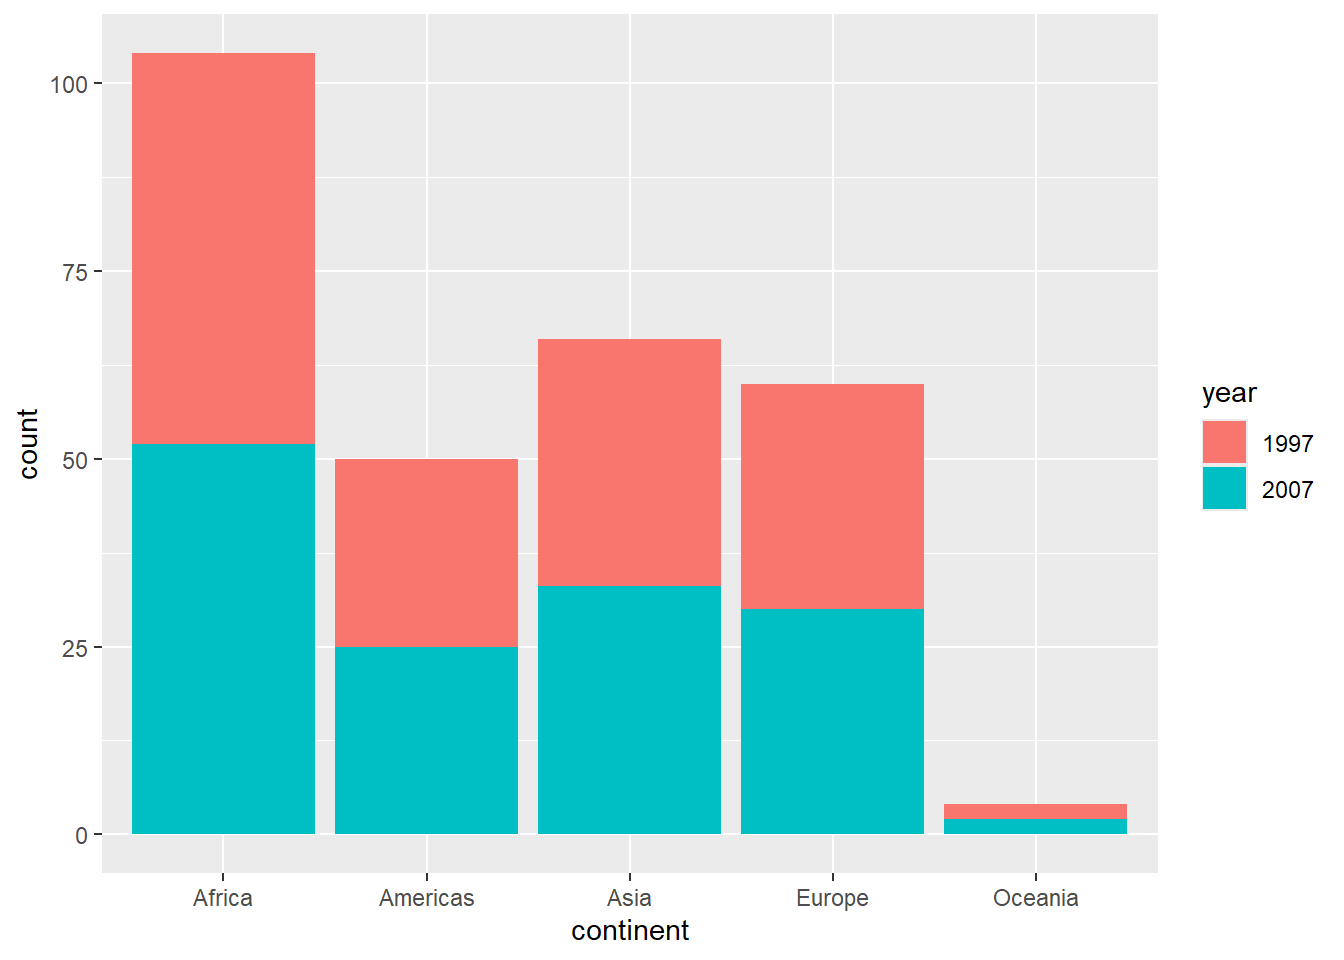 100
75
50
25
0
count
Africa
Americas
Asia
Europe
Oceania
continent
year
1997
2007